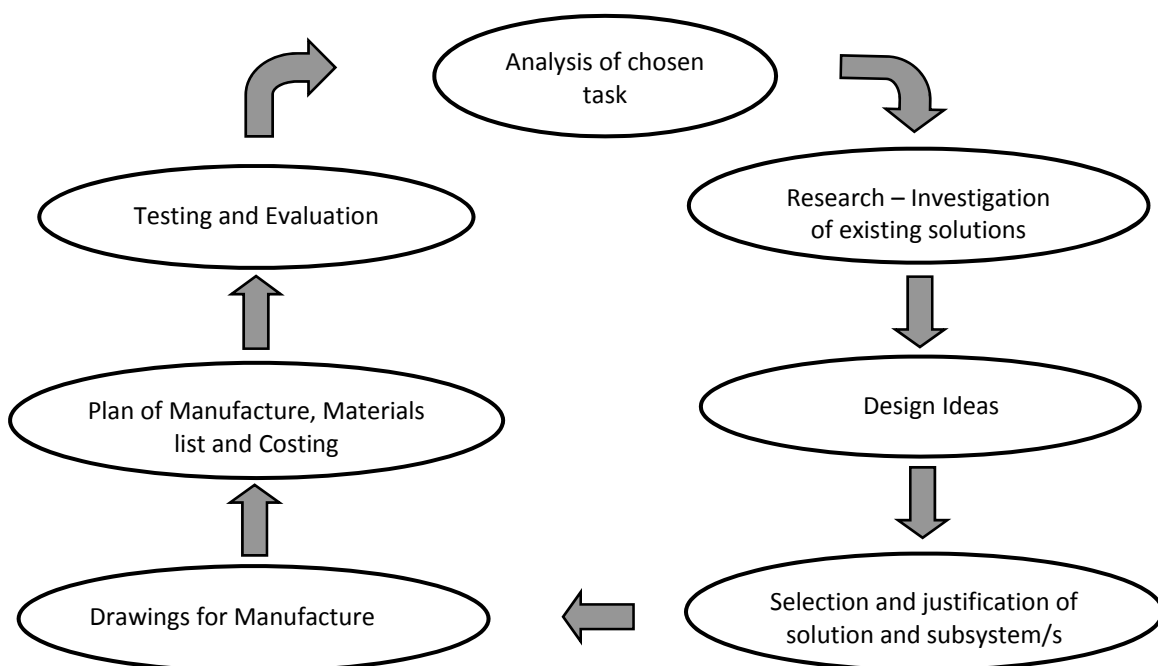 Analysis of chosen
task
Research – Investigation
of existing solutions
Design Ideas
Selection and justification of
solution and subsystem/s
Drawings for Manufacture
Plan of Manufacture, Materials
list and Costing
Testing and Evaluation